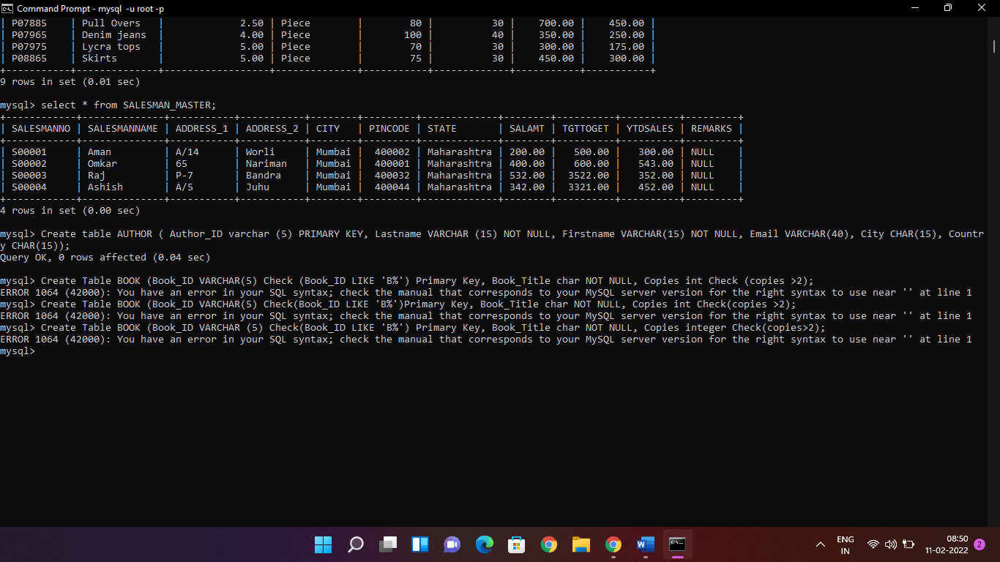 Command Prompt - mysql -u root -p
| P07885    | Pull Overs   |             2.50 | Piece        |        80 |          30 |    700.00 |    450.00 |
| P07965    | Denim jeans  |             4.00 | Piece        |       100 |          40 |    350.00 |    250.00 |
| P07975    | Lycra tops   |             5.00 | Piece        |        70 |          30 |    300.00 |    175.00 |
| P08865    | Skirts       |             5.00 | Piece        |        75 |          30 |    450.00 |    300.00 |
+-----------+--------------+------------------+--------------+-----------+-------------+-----------+-----------+
9 rows in set (0.01 sec)
mysql> select * from SALESMAN_MASTER;
+------------+--------------+-----------+-----------+--------+---------+-------------+--------+----------+----------+---------+
| SALESMANNO | SALESMANNAME | ADDRESS_1 | ADDRESS_2 | CITY   | PINCODE | STATE       | SALAMT | TGTTOGET | YTDSALES | REMARKS |
+------------+--------------+-----------+-----------+--------+---------+-------------+--------+----------+----------+---------+
| S00001     | Aman         | A/14      | Worli     | Mumbai |  400002 | Maharashtra | 200.00 |   500.00 |   300.00 | NULL    |
| S00002     | Omkar        | 65        | Nariman   | Mumbai |  400001 | Maharashtra | 400.00 |   600.00 |   543.00 | NULL    |
| S00003     | Raj          | P-7       | Bandra    | Mumbai |  400032 | Maharashtra | 532.00 |  3522.00 |   352.00 | NULL    |
| S00004     | Ashish       | A/5       | Juhu      | Mumbai |  400044 | Maharashtra | 342.00 |  3321.00 |   452.00 | NULL    |
+------------+--------------+-----------+-----------+--------+---------+-------------+--------+----------+----------+---------+
4 rows in set (0.00 sec)
mysql> Create table AUTHOR ( Author_ID varchar (5) PRIMARY KEY, Lastname VARCHAR (15) NOT NULL, Firstname VARCHAR(15) NOT NULL, Email VARCHAR(40), City CHAR(15), Countr
y CHAR(15));
Query OK, 0 rows affected (0.04 sec)
mysql> Create Table BOOK (Book_ID VARCHAR(5) Check (Book_ID LIKE 'B%') Primary Key, Book_Title char NOT NULL, Copies int Check (copies >2);
ERROR 1064 (42000): You have an error in your SQL syntax; check the manual that corresponds to your MySQL server version for the right syntax to use near '' at line 1
mysql> Create Table BOOK (Book_ID VARCHAR(5) Check(Book_ID LIKE 'B%')Primary Key, Book_Title char NOT NULL, Copies int Check(copies >2);
ERROR 1064 (42000): You have an error in your SQL syntax; check the manual that corresponds to your MySQL server version for the right syntax to use near '' at line 1
mysql> Create Table BOOK (Book_ID VARCHAR (5) Check(Book_ID LIKE 'B%') Primary Key, Book_Title char NOT NULL, Copies integer Check(copies>2);
ERROR 1064 (42000): You have an error in your SQL syntax; check the manual that corresponds to your MySQL server version for the right syntax to use near '' at line 1
mysql>
ENG
IN
08:50
11-02-2022
2